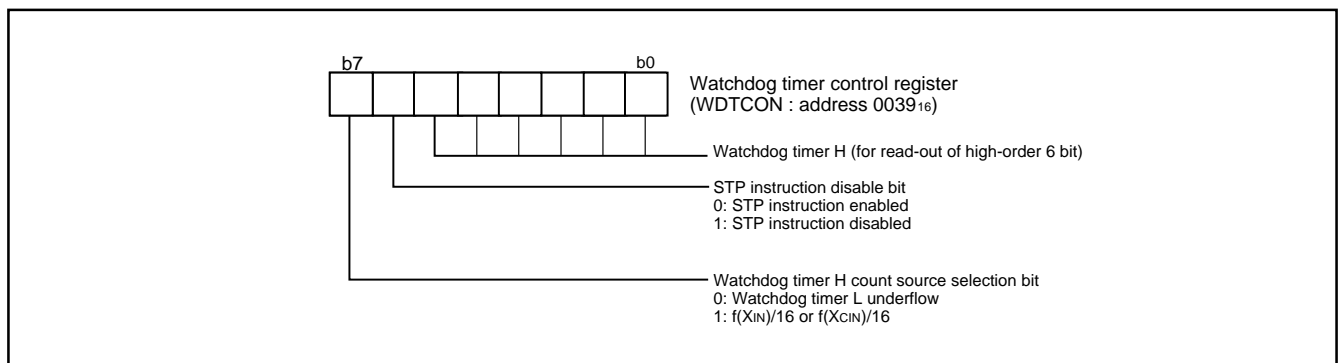 b7 b0
Watchdog timer control register
(WDTCON : address 003916)
Watchdog timer H (for read-out of high-order 6 bit)
STP instruction disable bit
0: STP instruction enabled
1: STP instruction disabled
Watchdog timer H count source selection bit
0: Watchdog timer L underflow
1: f(XIN)/16 or f(XCIN)/16